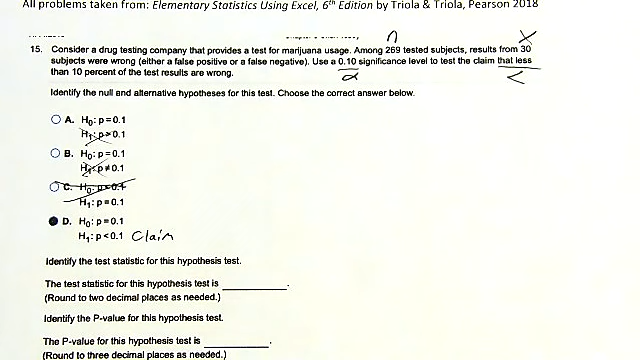 All problems taken from: Elementary Statistics Using Excel, 6th Edition by Triola & Triola, Pearson 2018
n x
15. Consider a drug testing company that provides a test for marijuana usage. Among 269 tested subjects, results from 30
subjects were wrong (either a false positive or a false negative). Use a 0.10 significance level to test the claim that less
than 10 percent of the test results are wrong.
α <
Identify the null and alternative hypotheses for this test. Choose the correct answer below.
A. H₀: p = 0.1
H₁: p > 0.1
B. H₀: p = 0.1
H₁: p ≠ 0.1
C. H₀: p < 0.1
H₁: p = 0.1
D. H₀: p = 0.1
H₁: p < 0.1 Claim
Identify the test statistic for this hypothesis test.
The test statistic for this hypothesis test is ________.
(Round to two decimal places as needed.)
Identify the P-value for this hypothesis test.
The P-value for this hypothesis test is ________.
(Round to three decimal places as needed.)